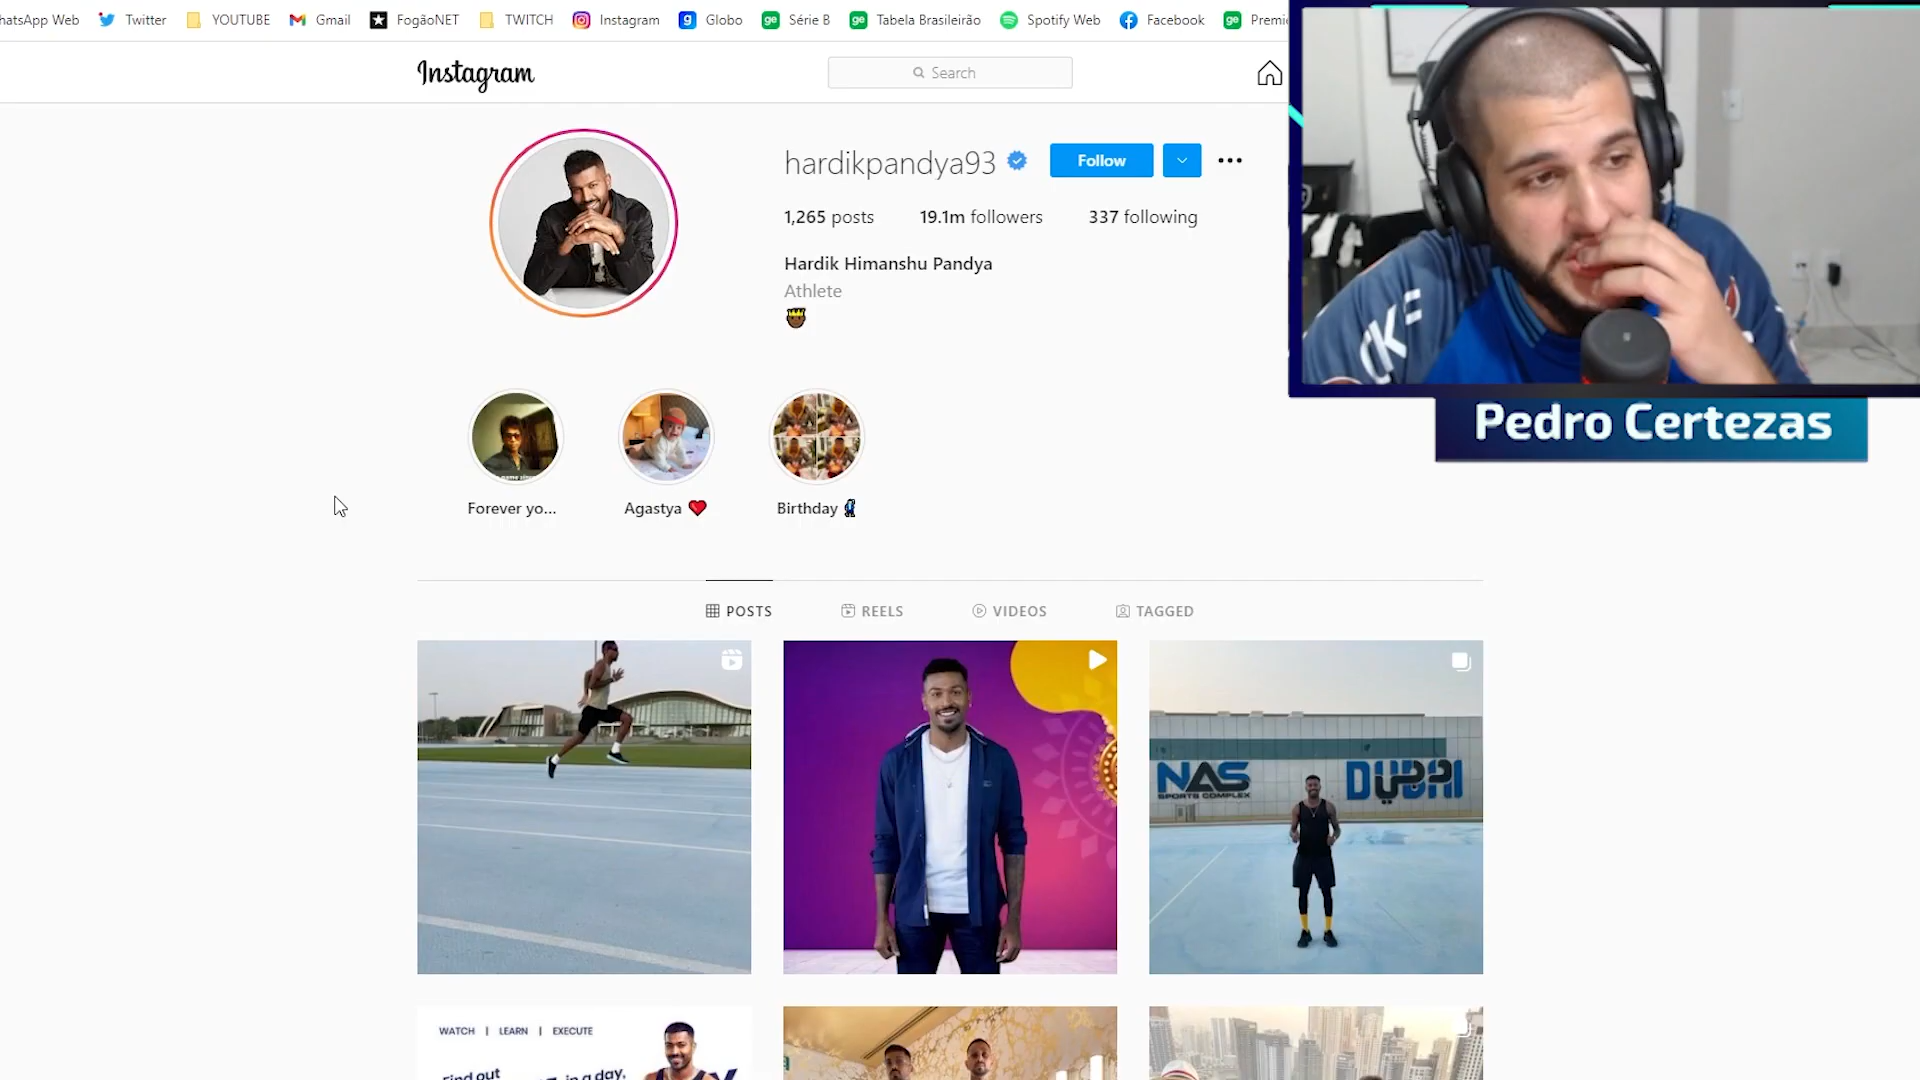 hatsApp Web Twitter YOUTUBE Gmail FogãoNET TWITCH Instagram Globo Série B Tabela Brasileirão Spotify Web Facebook Premie
Instagram
Search
hardikpandya93
Follow
1,265 posts 19.1m followers 337 following
Hardik Himanshu Pandya
Athlete
Pedro Certezas
Forever yo... Agastya ❤️ Birthday
POSTS REELS VIDEOS TAGGED
NAS
SPORTS COMPLEX
DUBAI
WATCH | LEARN | EXECUTE
Find out
in a day.